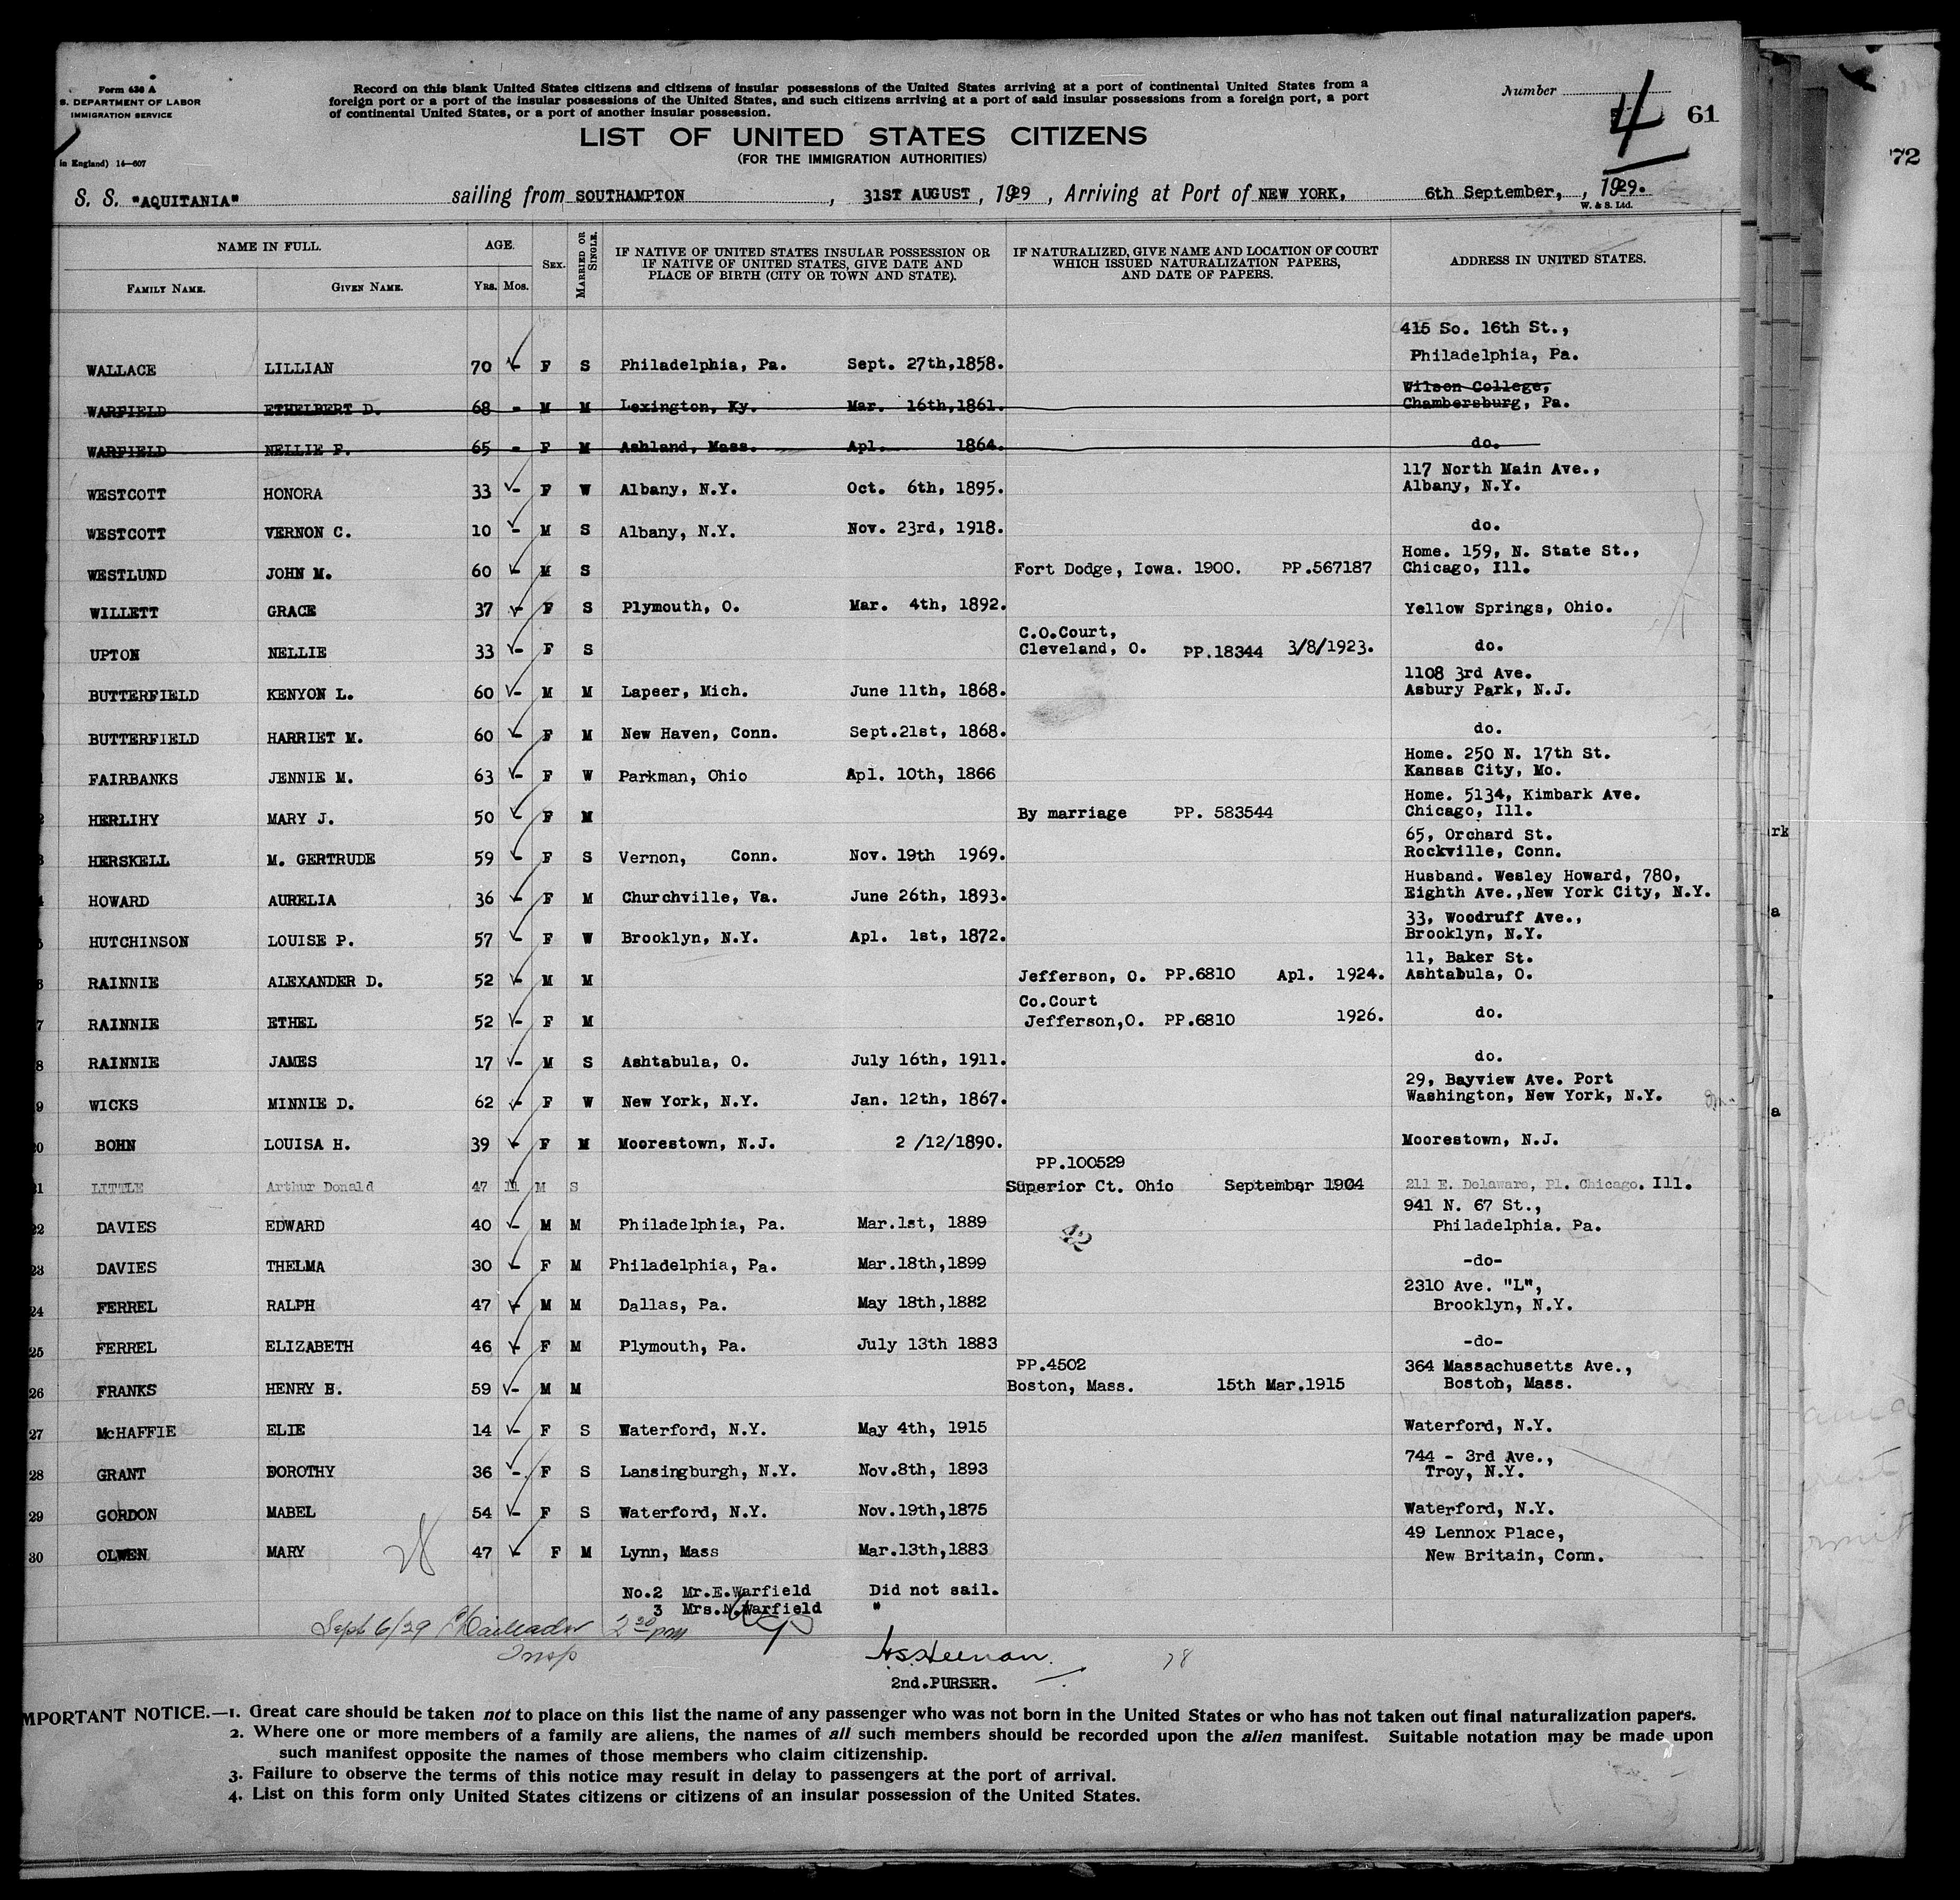 Form 630 A
S. DEPARTMENT OF LABOR
IMMIGRATION SERVICE
in England) 14—607
Record on this blank United States citizens and citizens of insular possessions of the United States arriving at a port of continental United States from a
foreign port or a port of the insular possessions of the United States, and such citizens arriving at a port of said insular possessions from a foreign port, a port
of continental United States, or a port of another insular possession.
Number
4
61
72
LIST OF UNITED STATES CITIZENS
(FOR THE IMMIGRATION AUTHORITIES)
S. S. "AQUITANIA" sailing from SOUTHAMPTON, 31ST AUGUST, 1929, Arriving at Port of NEW YORK, 6th September, , 1929.
W. & S. Ltd.
NAME IN FULL. AGE. SEX. MARRIED OR SINGLE. IF NATIVE OF UNITED STATES INSULAR POSSESSION OR IF NATIVE OF UNITED STATES, GIVE DATE AND PLACE OF BIRTH (CITY OR TOWN AND STATE). IF NATURALIZED, GIVE NAME AND LOCATION OF COURT WHICH ISSUED NATURALIZATION PAPERS, AND DATE OF PAPERS. ADDRESS IN UNITED STATES.
FAMILY NAME. GIVEN NAME. YRS. MOS.
415 So. 16th St.,
WALLACE LILLIAN 70 - F S Philadelphia, Pa. Sept. 27th,1858. Philadelphia, Pa.
Wilson College,
WARFIELD ETHELBERT D. 68 - M M Lexington, Ky. Mar. 16th,1861. Chambersburg, Pa.
WARFIELD NELLIE F. 65 - F M Ashland, Mass. Apl. 1864. do.
117 North Main Ave.,
WESTCOTT HONORA 33 - F W Albany, N.Y. Oct. 6th, 1895. Albany, N.Y.
WESTCOTT VERNON C. 10 - M S Albany, N.Y. Nov. 23rd, 1918. do.
Home. 159, N. State St.,
WESTLUND JOHN M. 60 - M S Fort Dodge, Iowa. 1900. PP.567187 Chicago, Ill.
WILLETT GRACE 37 - F S Plymouth, O. Mar. 4th, 1892. Yellow Springs, Ohio.
C.O.Court,
UPTON NELLIE 33 - F S Cleveland, O. PP.18344 3/8/1923. do.
1108 3rd Ave.
BUTTERFIELD KENYON L. 60 - M M Lapeer, Mich. June 11th, 1868. Asbury Park, N.J.
BUTTERFIELD HARRIET M. 60 - F M New Haven, Conn. Sept.21st, 1868. do.
Home. 250 N. 17th St.
FAIRBANKS JENNIE M. 63 - F W Parkman, Ohio Apl. 10th, 1866 Kansas City, Mo.
Home. 5134, Kimbark Ave.
HERLIHY MARY J. 50 - F M By marriage PP. 583544 Chicago, Ill.
65, Orchard St.
HERSKELL M. GERTRUDE 59 - F S Vernon, Conn. Nov. 19th 1969. Rockville, Conn.
Husband. Wesley Howard, 780,
HOWARD AURELIA 36 - F M Churchville, Va. June 26th, 1893. Eighth Ave.,New York City, N.Y.
33, Woodruff Ave.,
HUTCHINSON LOUISE P. 57 - F W Brooklyn, N.Y. Apl. 1st, 1872. Brooklyn, N.Y.
11, Baker St.
RAINNIE ALEXANDER D. 52 - M M Jefferson, O. PP.6810 Apl. 1924. Ashtabula, O.
Co.Court
RAINNIE ETHEL 52 - F M Jefferson,O. PP.6810 1926. do.
RAINNIE JAMES 17 - M S Ashtabula, O. July 16th, 1911. do.
29, Bayview Ave. Port
WICKS MINNIE D. 62 - F W New York, N.Y. Jan. 12th, 1867. Washington, New York, N.Y.
BOHN LOUISA H. 39 - F M Moorestown, N.J. 2 /12/1890. Moorestown, N.J.
PP.100529
LITTLE Arthur Donald 47 11 M S Superior Ct. Ohio September 1904 211 E. Delaware, Pl. Chicago. Ill.
941 N. 67 St.,
22 DAVIES EDWARD 40 - M M Philadelphia, Pa. Mar.1st, 1889 Philadelphia. Pa.
42
23 DAVIES THELMA 30 - F M Philadelphia, Pa. Mar.18th,1899 -do-
2310 Ave. "L",
24 FERREL RALPH 47 - M M Dallas, Pa. May 18th,1882 Brooklyn, N.Y.
25 FERREL ELIZABETH 46 - F M Plymouth, Pa. July 13th 1883 -do-
PP.4502 364 Massachusetts Ave.,
26 FRANKS HENRY B. 59 - M M Boston, Mass. 15th Mar.1915 Boston, Mass.
27 McHAFFIE ELIE 14 - F S Waterford, N.Y. May 4th, 1915 Waterford, N.Y.
744 - 3rd Ave.,
28 GRANT DOROTHY 36 - F S Lansingburgh, N.Y. Nov.8th, 1893 Troy, N.Y.
29 GORDON MABEL 54 - F S Waterford, N.Y. Nov.19th,1875 Waterford, N.Y.
49 Lennox Place,
30 OLWEN MARY 47 - F M Lynn, Mass Mar.13th,1883 New Britain, Conn.
No.2 Mr.E.Warfield Did not sail.
3 Mrs.N.Warfield "
Sept 6/29 2 20 pm
Insp
28
2nd.PURSER.
MPORTANT NOTICE.—1. Great care should be taken not to place on this list the name of any passenger who was not born in the United States or who has not taken out final naturalization papers.
2. Where one or more members of a family are aliens, the names of all such members should be recorded upon the alien manifest. Suitable notation may be made upon
such manifest opposite the names of those members who claim citizenship.
3. Failure to observe the terms of this notice may result in delay to passengers at the port of arrival.
4. List on this form only United States citizens or citizens of an insular possession of the United States.